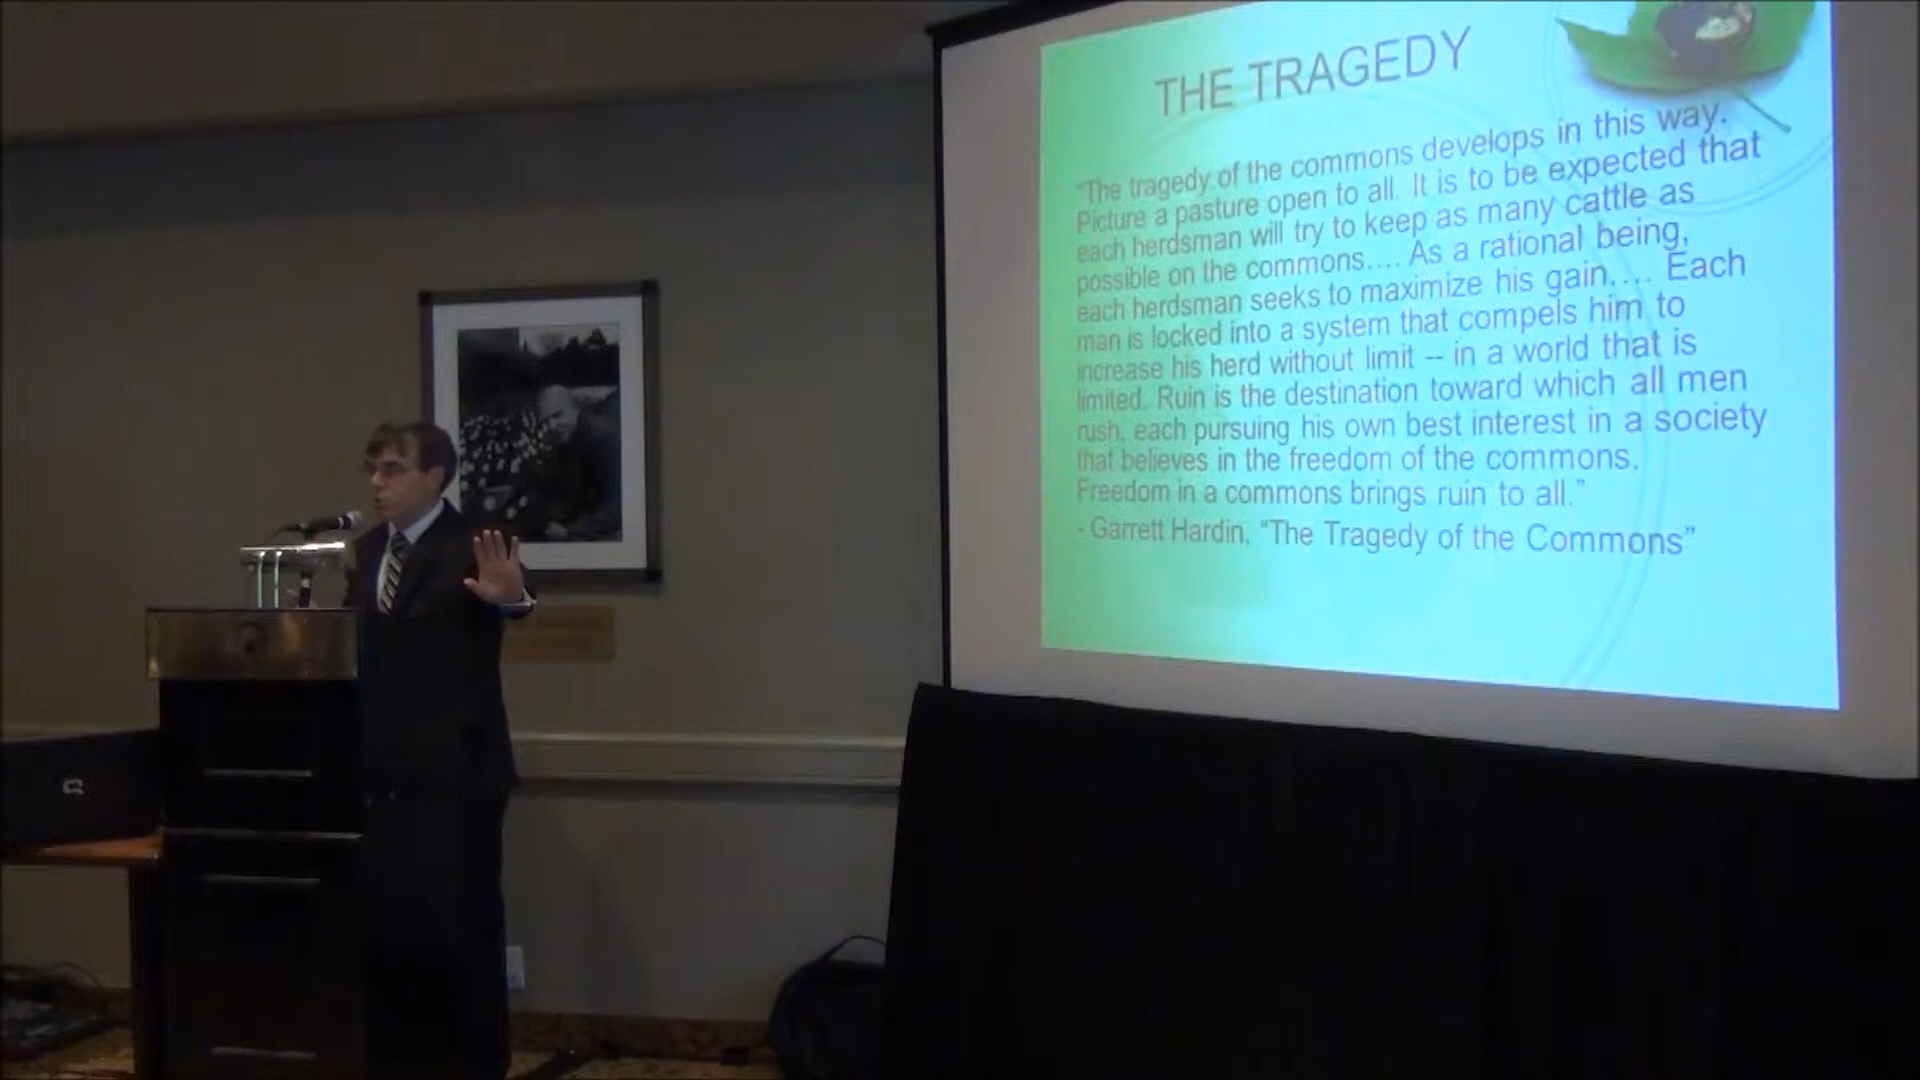 THE TRAGEDY
“The tragedy of the commons develops in this way.
Picture a pasture open to all. It is to be expected that
each herdsman will try to keep as many cattle as
possible on the commons.... As a rational being,
each herdsman seeks to maximize his gain.... Each
man is locked into a system that compels him to
increase his herd without limit -- in a world that is
limited. Ruin is the destination toward which all men
rush, each pursuing his own best interest in a society
that believes in the freedom of the commons.
Freedom in a commons brings ruin to all.”
- Garrett Hardin, “The Tragedy of the Commons”